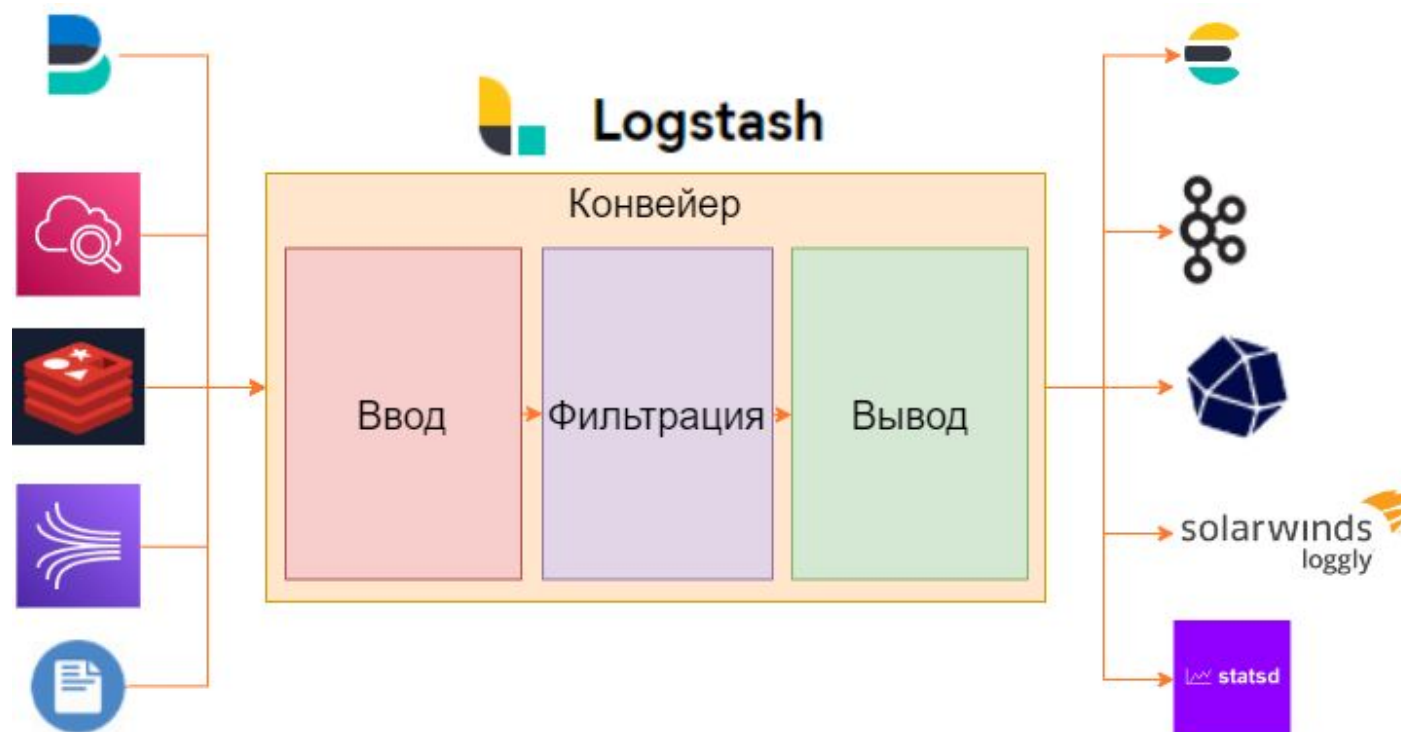 Logstash
Конвейер
Ввод
Фильтрация
Вывод
solarwinds
loggly
statsd